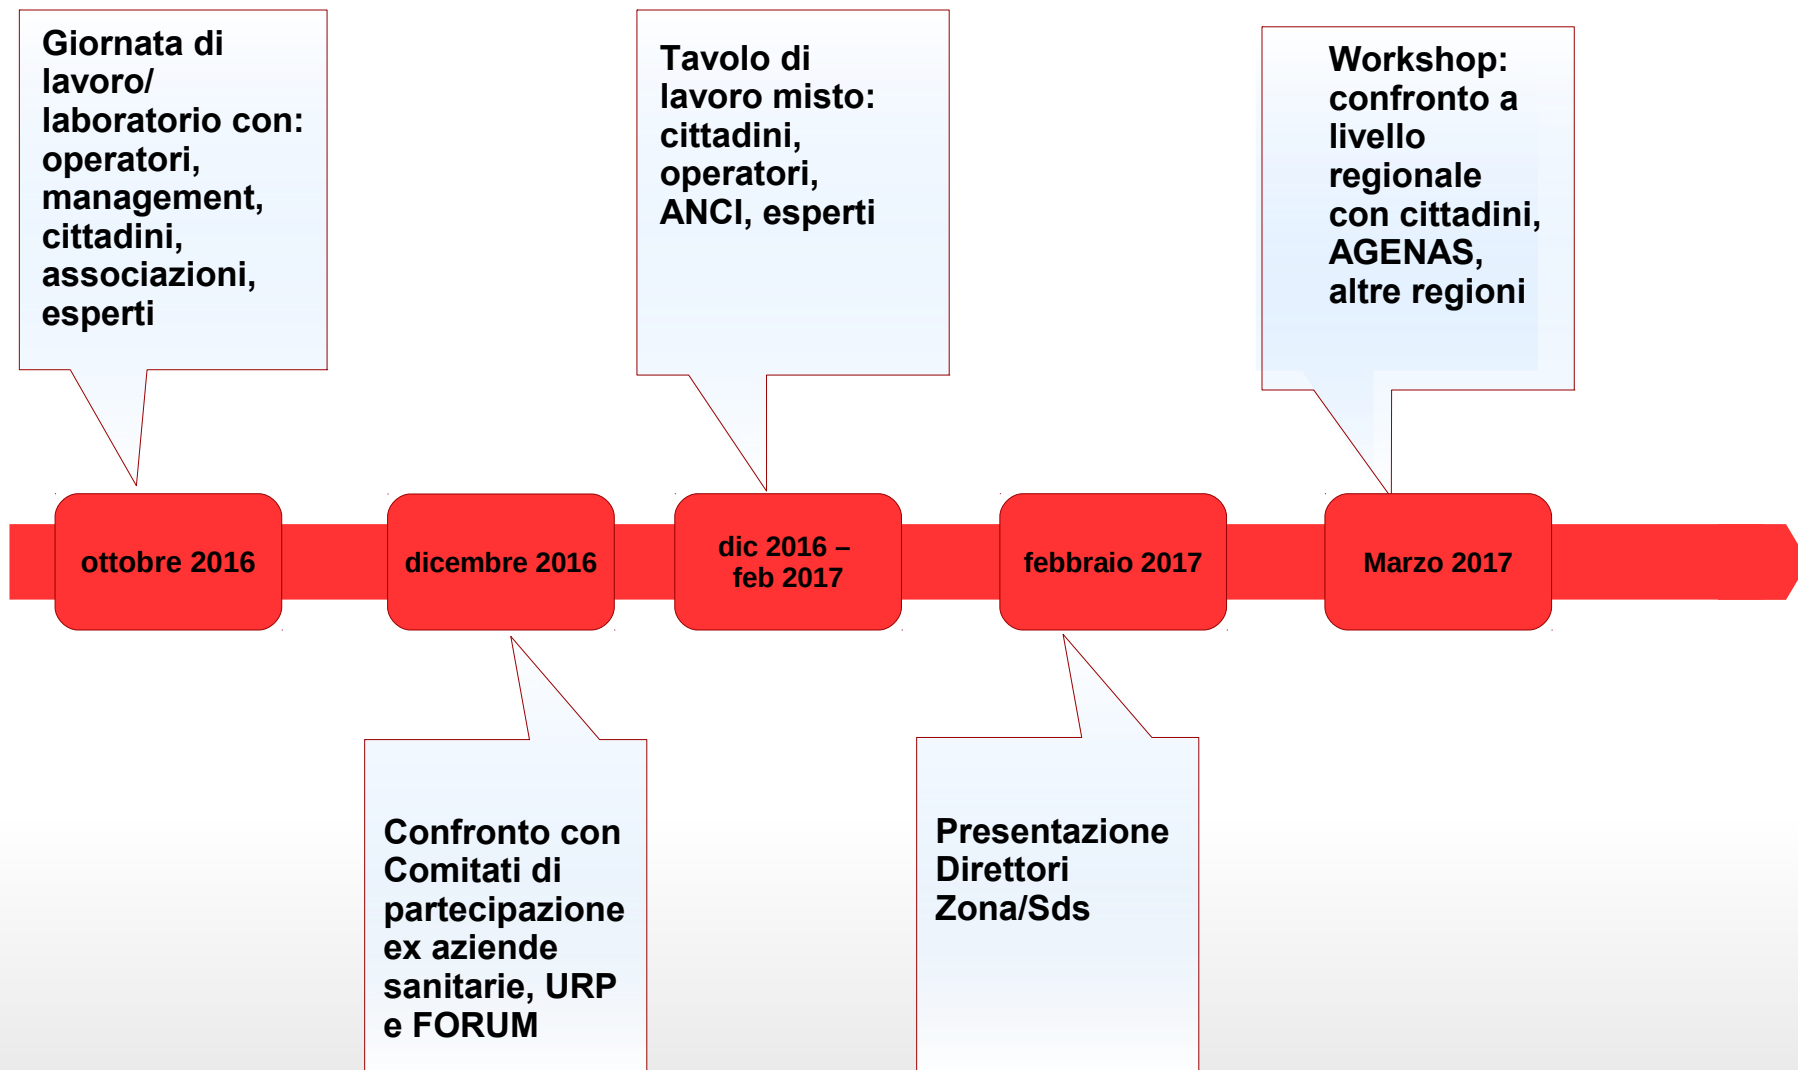 Giornata di
lavoro/
laboratorio con:
operatori,
management,
cittadini,
associazioni,
esperti
Tavolo di
lavoro misto:
cittadini,
operatori,
ANCI, esperti
Workshop:
confronto a
livello
regionale
con cittadini,
AGENAS,
altre regioni
ottobre 2016
dicembre 2016
dic 2016 –
feb 2017
febbraio 2017
Marzo 2017
Confronto con
Comitati di
partecipazione
ex aziende
sanitarie, URP
e FORUM
Presentazione
Direttori
Zona/Sds